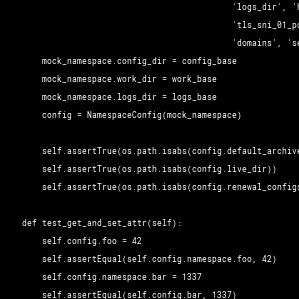 'logs_dir', '
'tls_sni_01_po
'domains', 'se
mock_namespace.config_dir = config_base
mock_namespace.work_dir = work_base
mock_namespace.logs_dir = logs_base
config = NamespaceConfig(mock_namespace)
self.assertTrue(os.path.isabs(config.default_archive
self.assertTrue(os.path.isabs(config.live_dir))
self.assertTrue(os.path.isabs(config.renewal_configs
def test_get_and_set_attr(self):
self.config.foo = 42
self.assertEqual(self.config.namespace.foo, 42)
self.config.namespace.bar = 1337
self.assertEqual(self.config.bar, 1337)